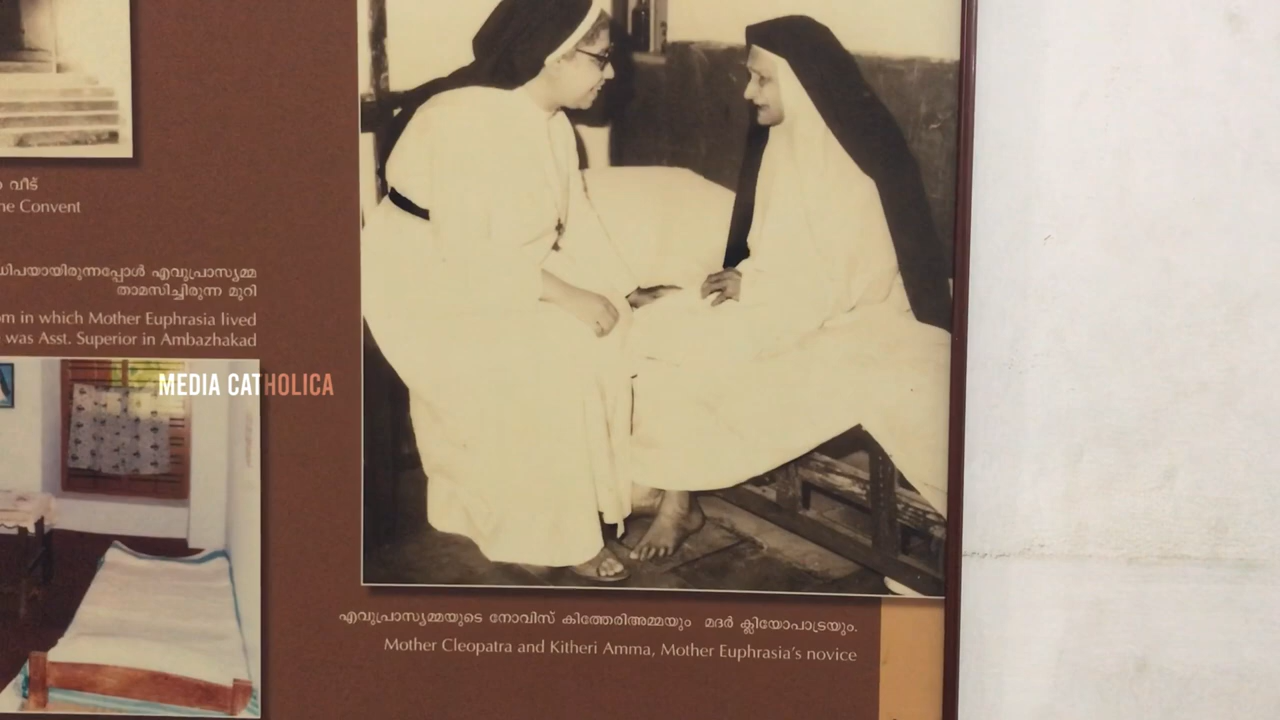 വീട്
he Convent
ധിപയായിരുന്നപ്പോൾ എവുപ്രാസ്യമ്മ
താമസിച്ചിരുന്ന മുറി
om in which Mother Euphrasia lived
was Asst. Superior in Ambazhakad
MEDIA CATHOLICA
എവുപ്രാസ്യമ്മയുടെ നോവിസ് കിത്തേരിഅമ്മയും മദർ ക്ലിയോപാട്രയും.
Mother Cleopatra and Kitheri Amma, Mother Euphrasia's novice